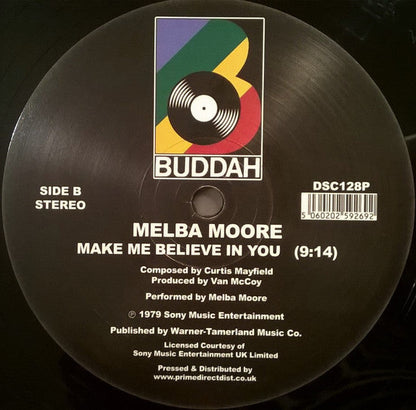 BUDDAH
SIDE B
STEREO
DSC128P
5 060202 592692
MELBA MOORE
MAKE ME BELIEVE IN YOU (9:14)
Composed by Curtis Mayfield
Produced by Van McCoy
Performed by Melba Moore
℗ 1979 Sony Music Entertainment
Published by Warner-Tamerland Music Co.
Licensed Courtesy of
Sony Music Entertainment UK Limited
Pressed & Distributed by
www.primedirectdist.co.uk